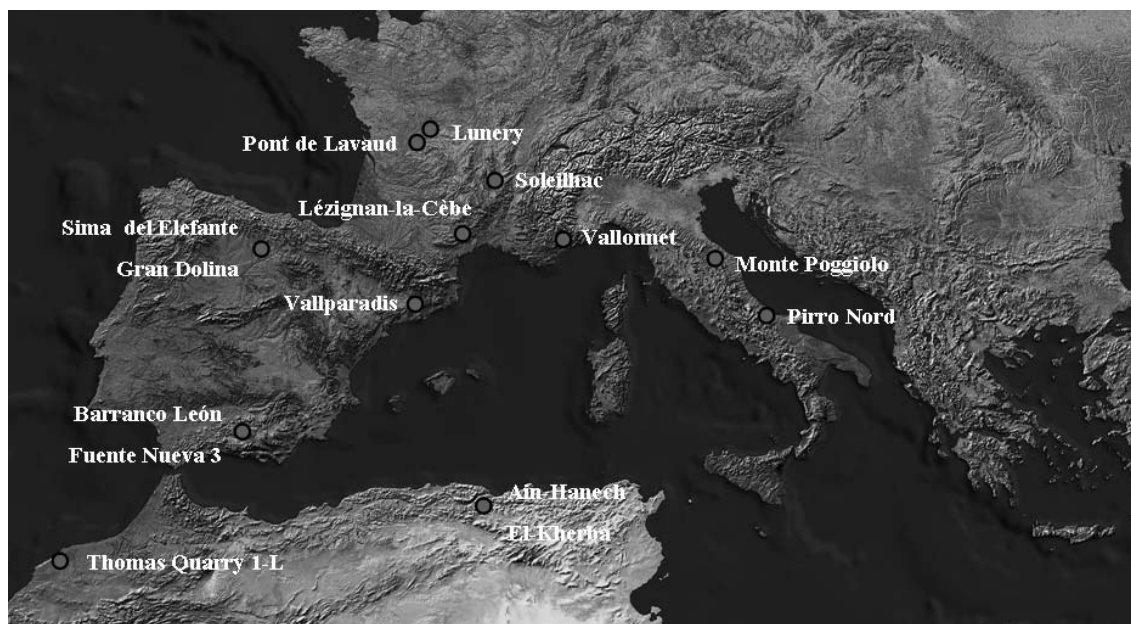 Lunery
Pont de Lavaud
Soleilhac
Lézignan-la-Cèbe
Sima del Elefante
Vallonnet
Gran Dolina
Monte Poggiolo
Vallparadis
Pirro Nord
Barranco León
Fuente Nueva 3
Aïn-Hanech
El Kherba
Thomas Quarry 1-L